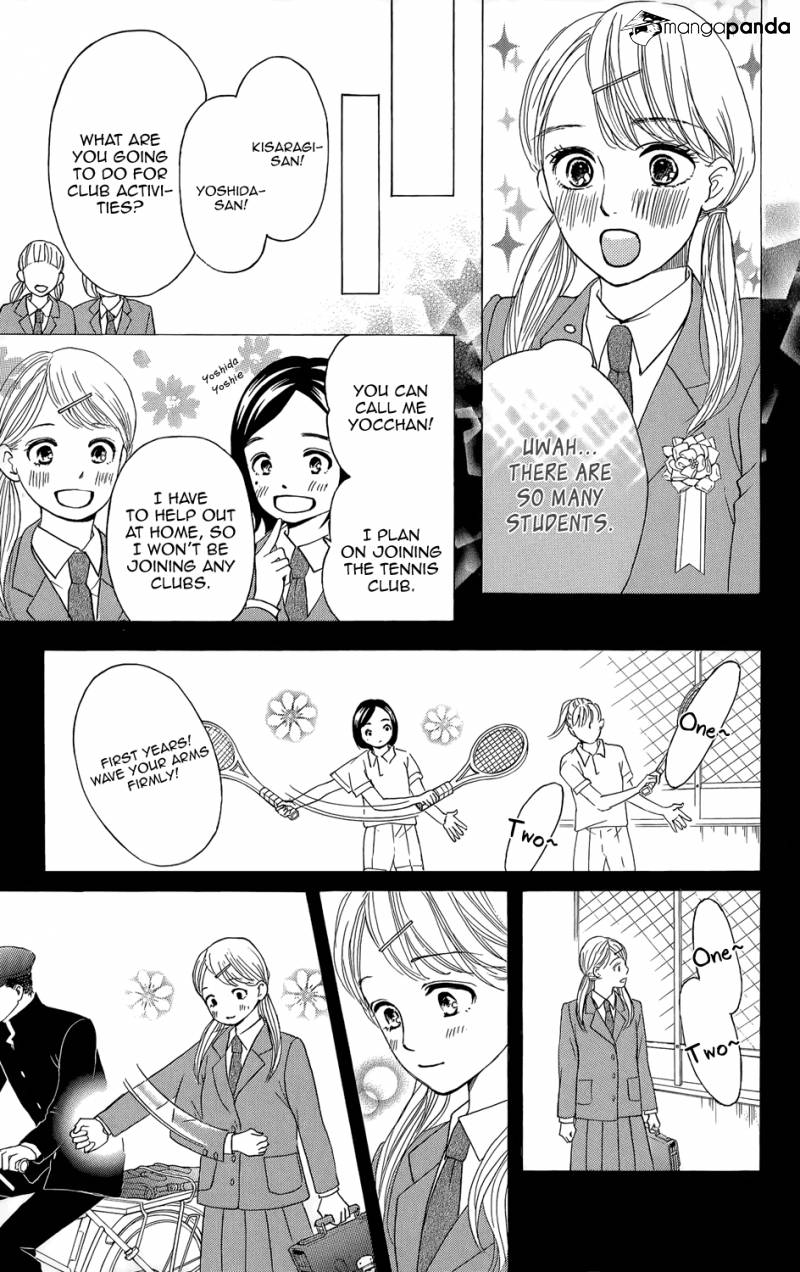 mangapanda
UWAH...
THERE ARE
SO MANY
STUDENTS.
KISARAGI-
SAN!
YOSHIDA-
SAN!
WHAT ARE
YOU GOING
TO DO FOR
CLUB ACTIVI-
TIES?
YOU CAN
CALL ME
YOCCHAN!
I PLAN
ON JOINING
THE TENNIS
CLUB.
Yoshida
Yoshie
I HAVE
TO HELP OUT
AT HOME, SO
I WON'T BE
JOINING ANY
CLUBS.
One~
Two~
FIRST YEARS!
WAVE YOUR ARMS
FIRMLY!
One~
Two~